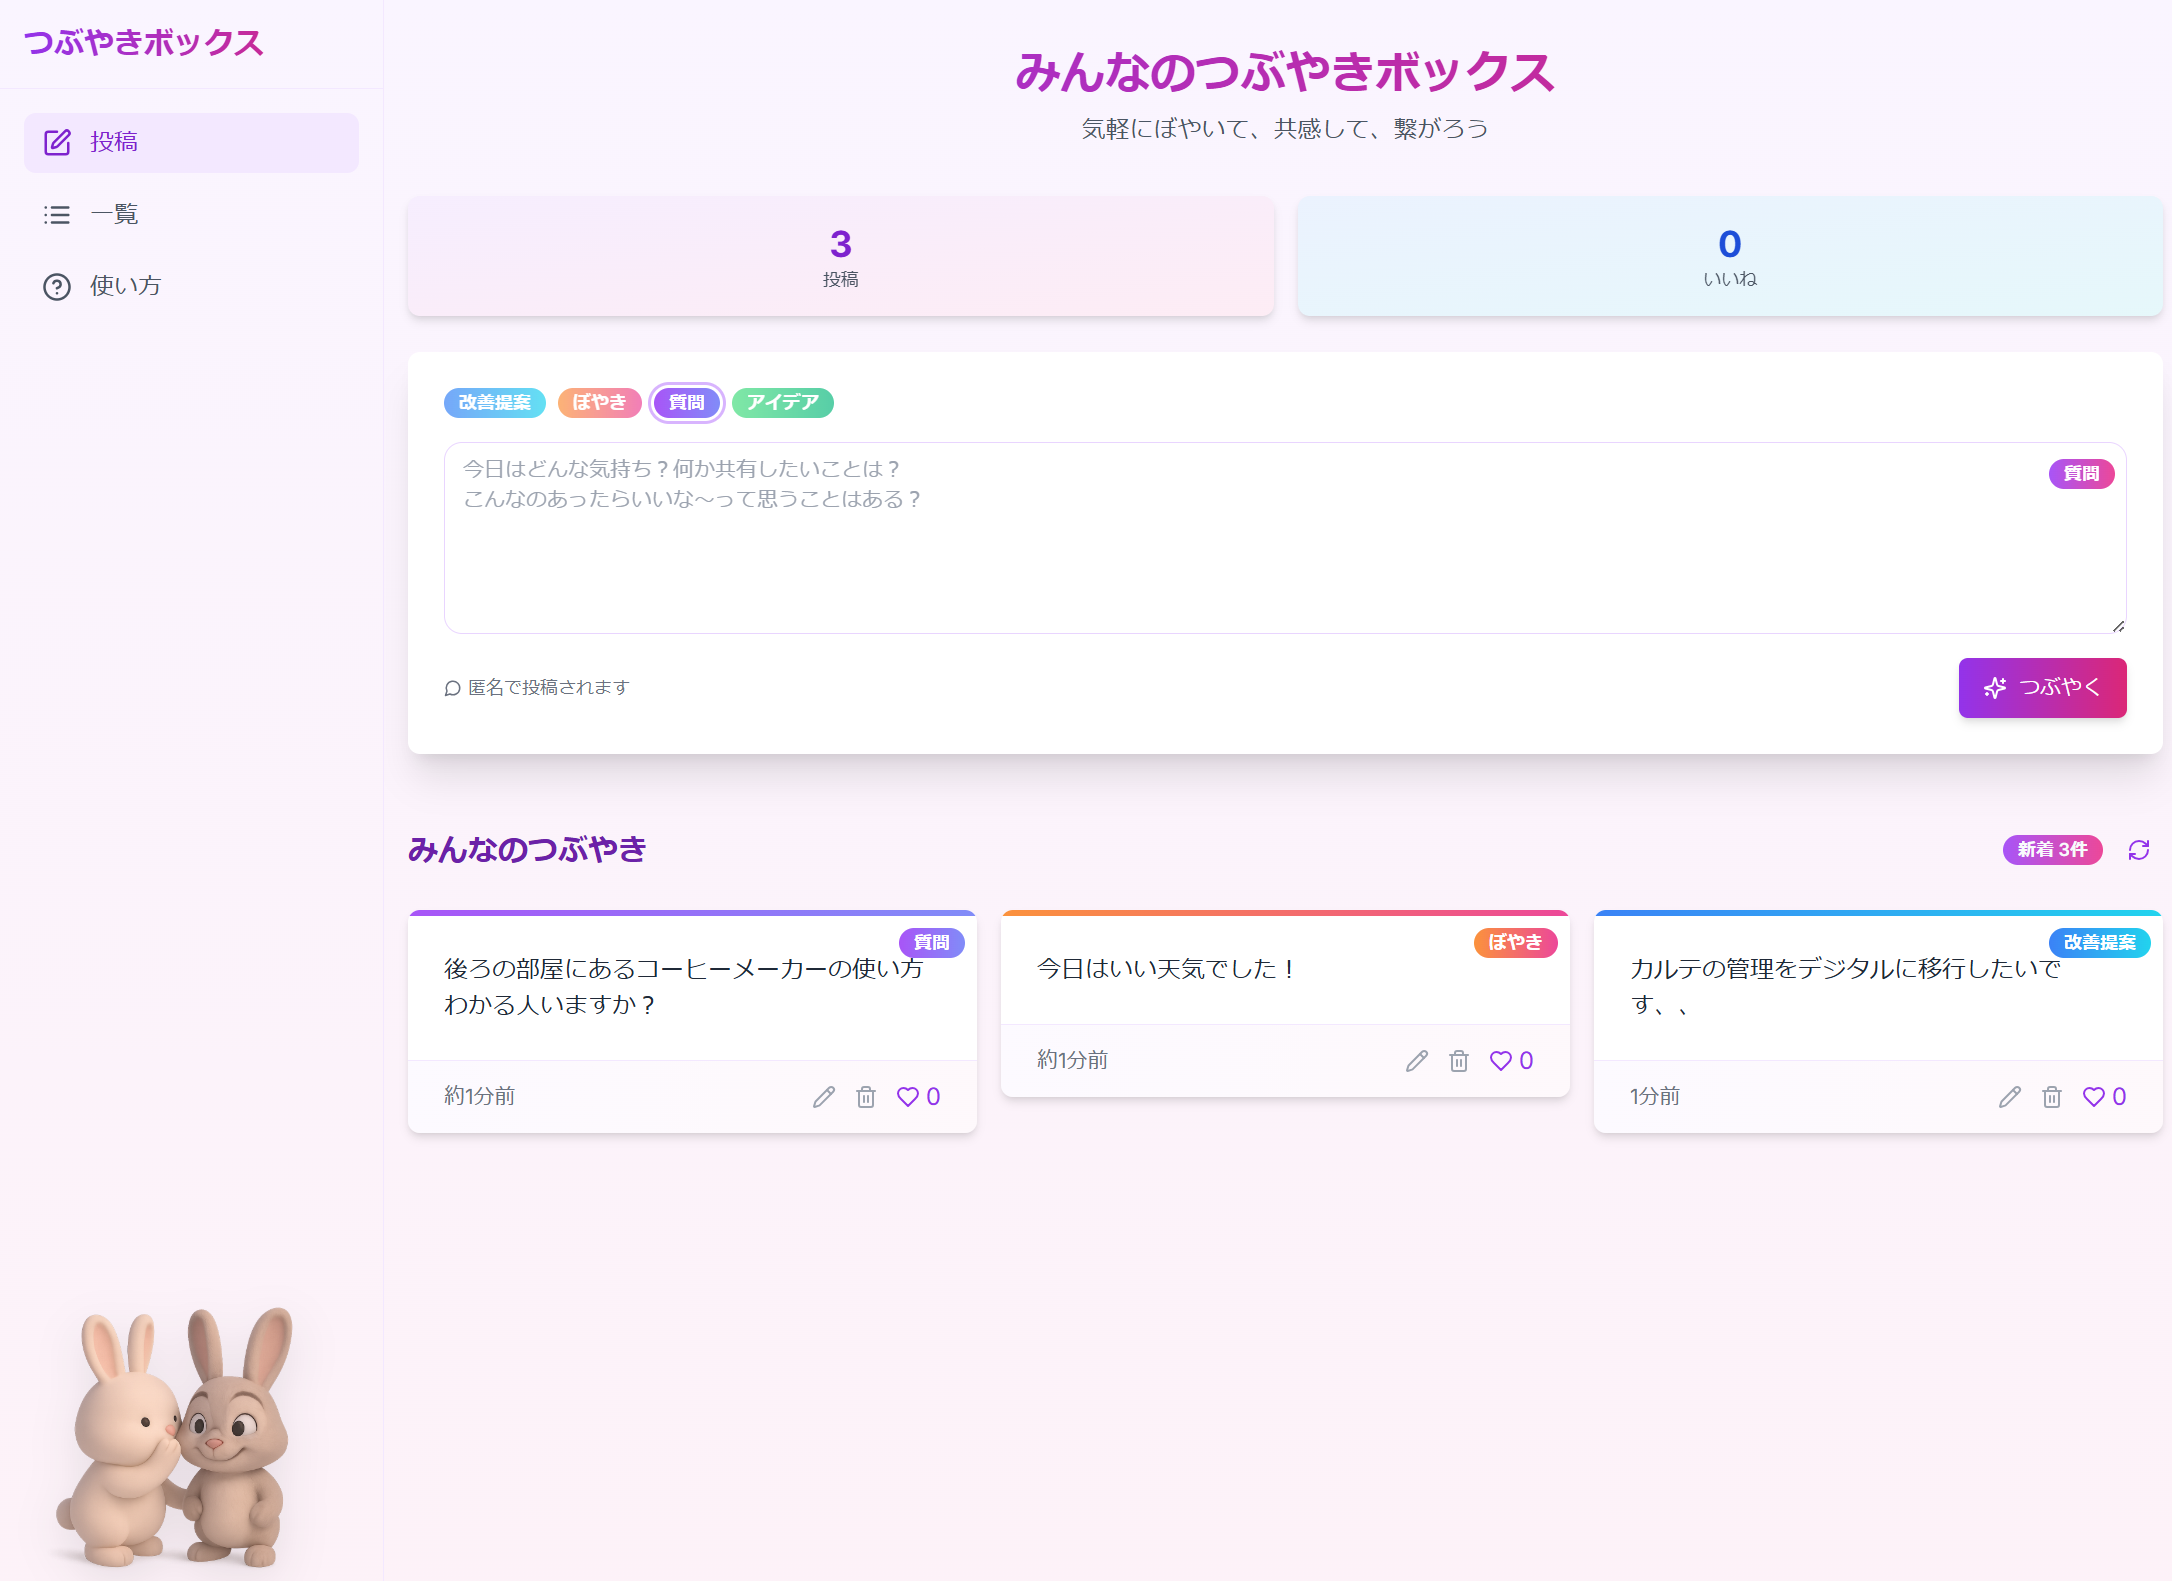 つぶやきボックス
投稿
一覧
使い方
みんなのつぶやきボックス
気軽にぼやいて、共感して、繋がろう
3
投稿
0
いいね
改善提案 ぼやき 質問 アイデア
今日はどんな気持ち？何か共有したいことは？
こんなのあったらいいな〜って思うことはある？
質問
匿名で投稿されます
つぶやく
みんなのつぶやき
新着 3件
質問
後ろの部屋にあるコーヒーメーカーの使い方
わかる人いますか？
約1分前
0
ぼやき
今日はいい天気でした！
約1分前
0
改善提案
カルテの管理をデジタルに移行したいで
す、、
1分前
0